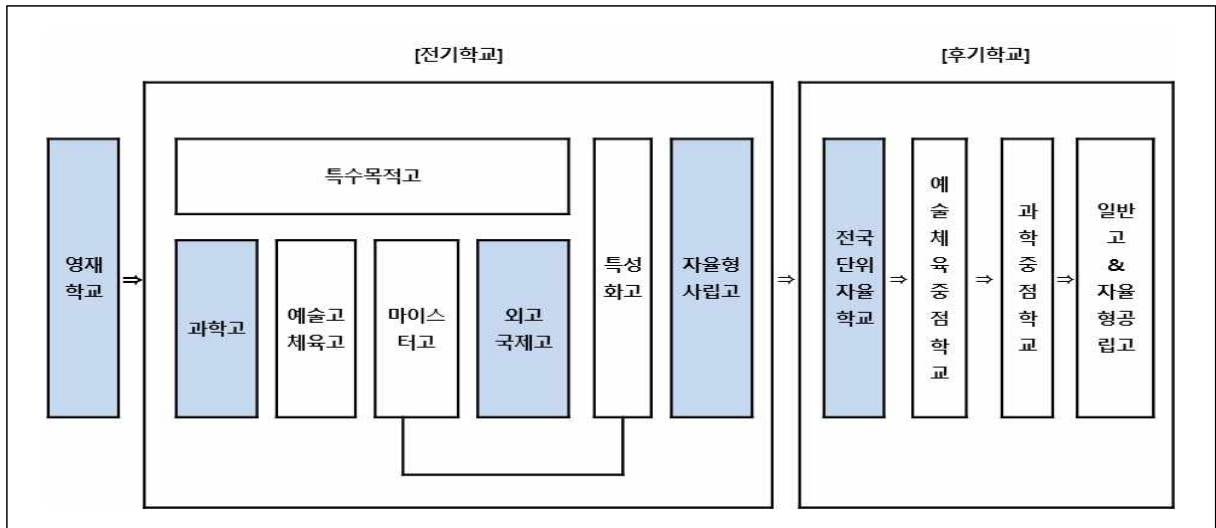 [전기학교]
[후기학교]
영재
학교
⇒
특수목적고
과학고
예술고
체육고
마이스
터고
외고
국제고
특성
화고
자율형
사립고
⇒
전국
단위
자율
학교
⇒
예
술
체
육
중
점
학
교
⇒
과
학
중
점
학
교
⇒
일반
고
&
자율
형공
립고